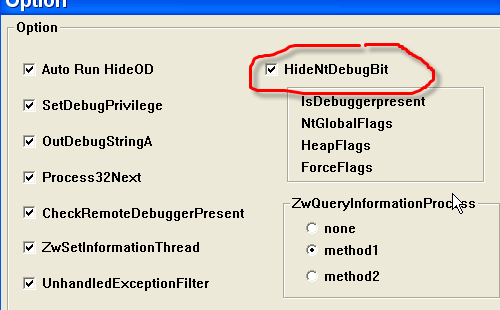 Option
Option
Auto Run HideOD
HideNtDebugBit
SetDebugPrivilege
IsDebuggerpresent
OutDebugStringA
NtGlobalFlags
HeapFlags
Process32Next
ForceFlags
CheckRemoteDebuggerPresent
ZwQueryInformationProcess
ZwSetInformationThread
none
method1
UnhandledExceptionFilter
method2